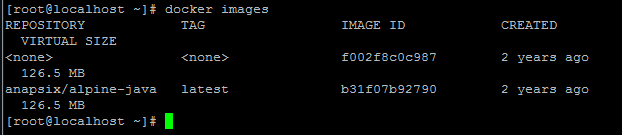 [root@localhost ~]# docker images
REPOSITORY TAG IMAGE ID CREATED
VIRTUAL SIZE
<none> <none> f002f8c0c987 2 years ago
126.5 MB
anapsix/alpine-java latest b31f07b92790 2 years ago
126.5 MB
[root@localhost ~]#